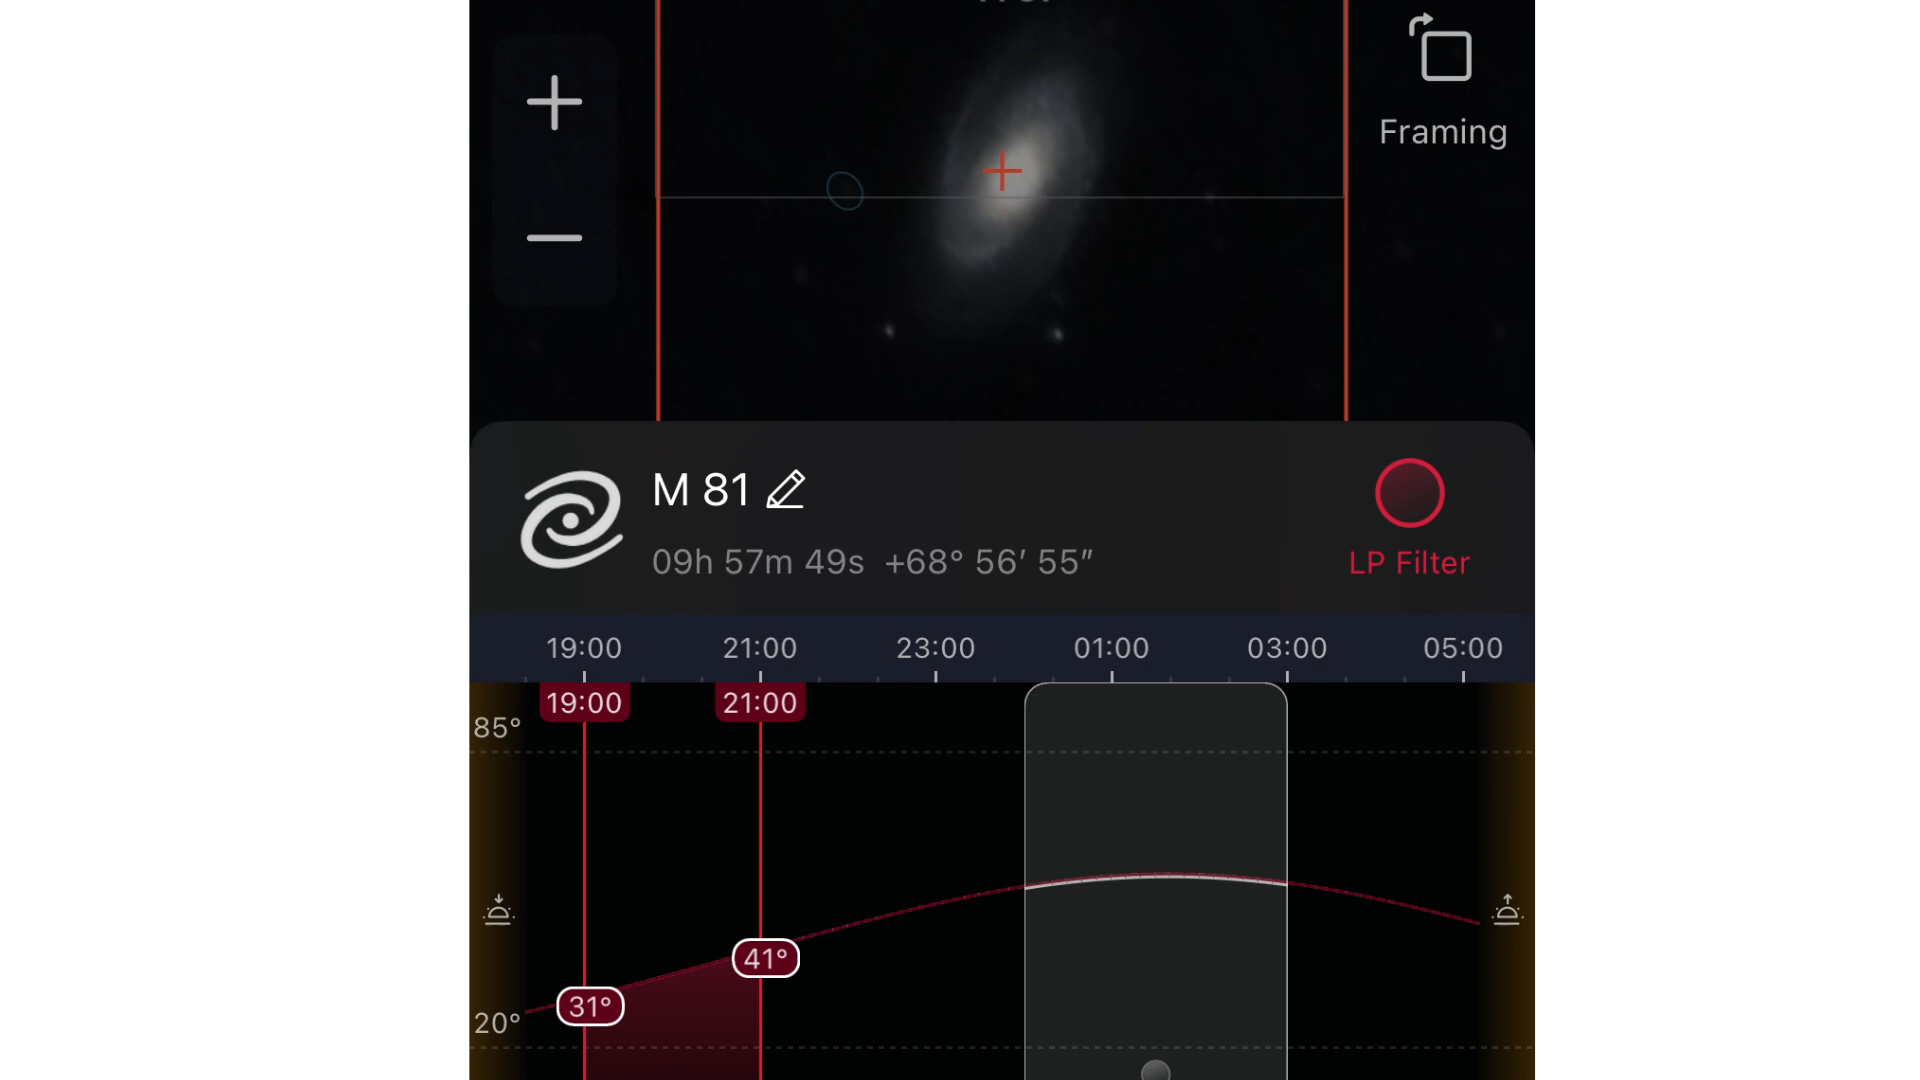 Framing
M 81
09h 57m 49s +68° 56′ 55″
LP Filter
19:00 21:00 23:00 01:00 03:00 05:00
19:00 21:00
85°
41°
31°
20°